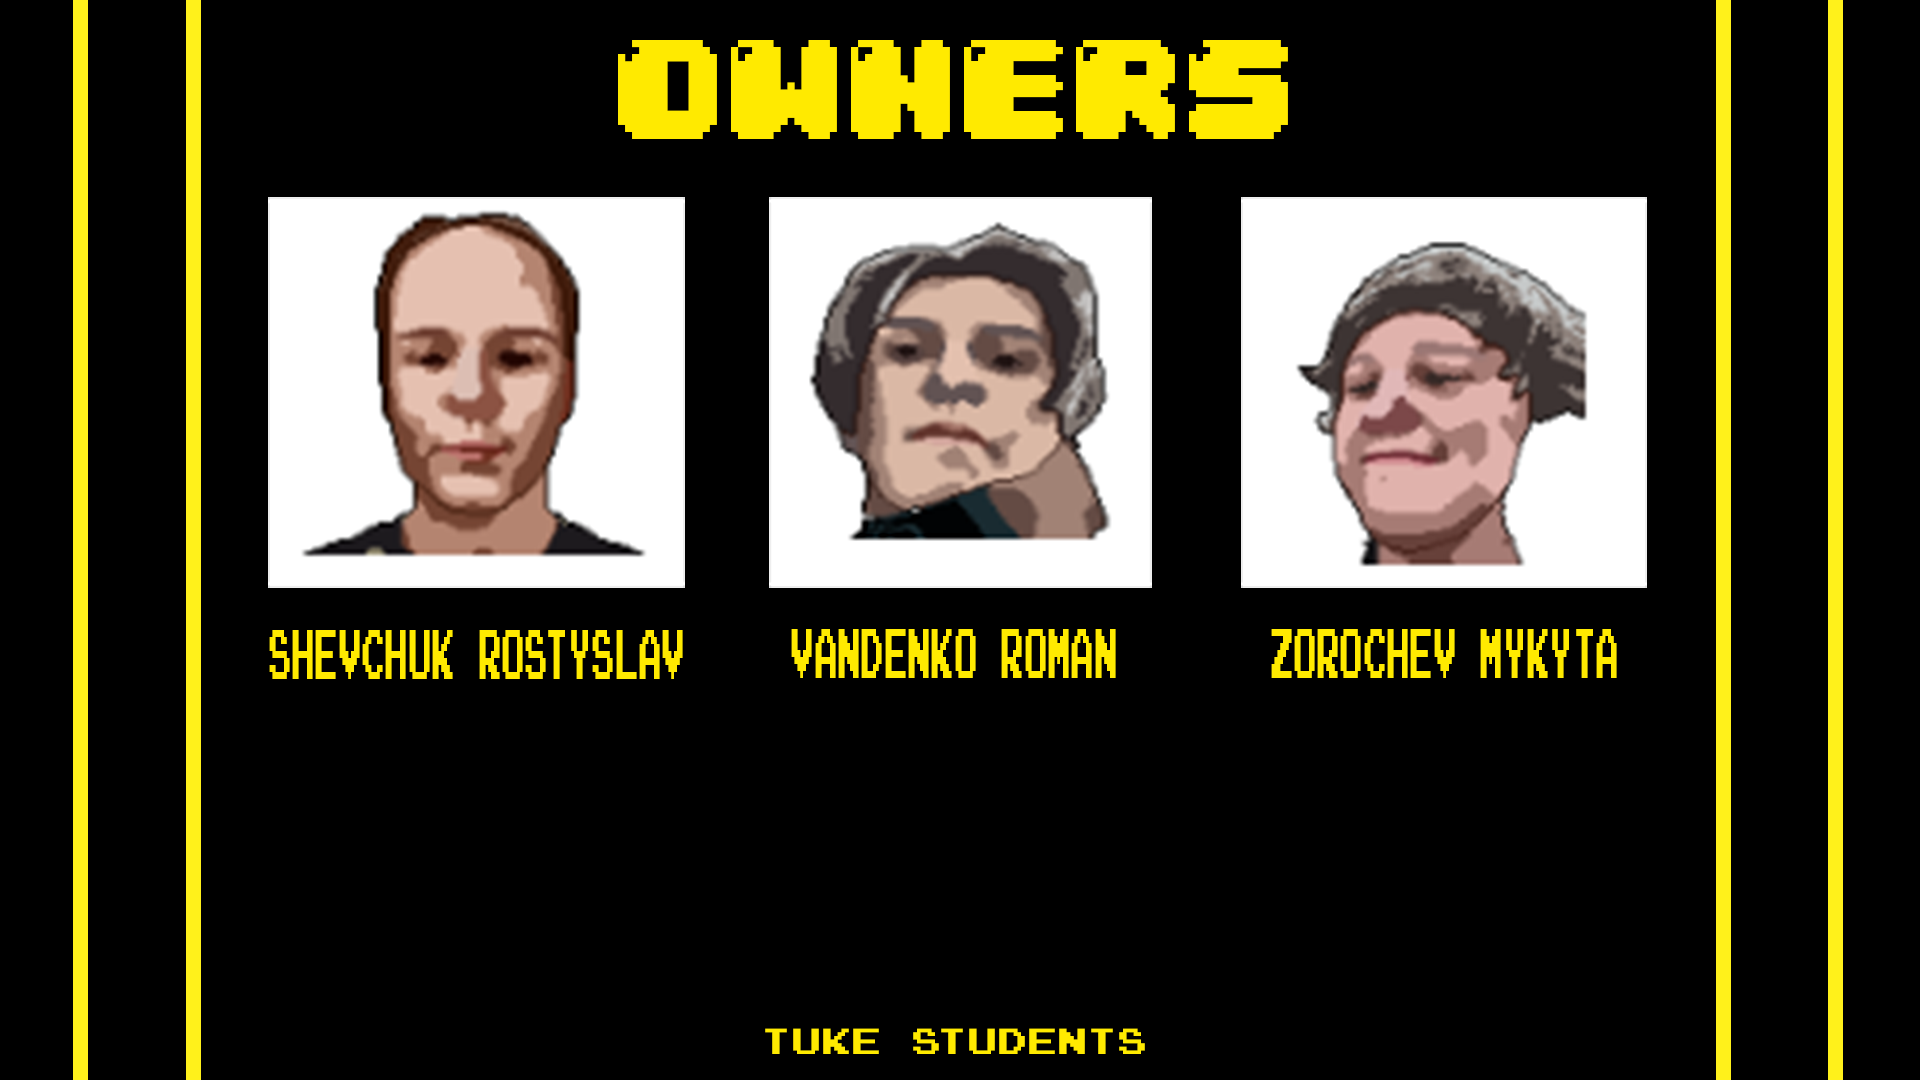 OWNERS
SHEVCHUK ROSTYSLAV
VANDENKO ROMAN
ZOROCHEV MYKYTA
TUKE STUDENTS